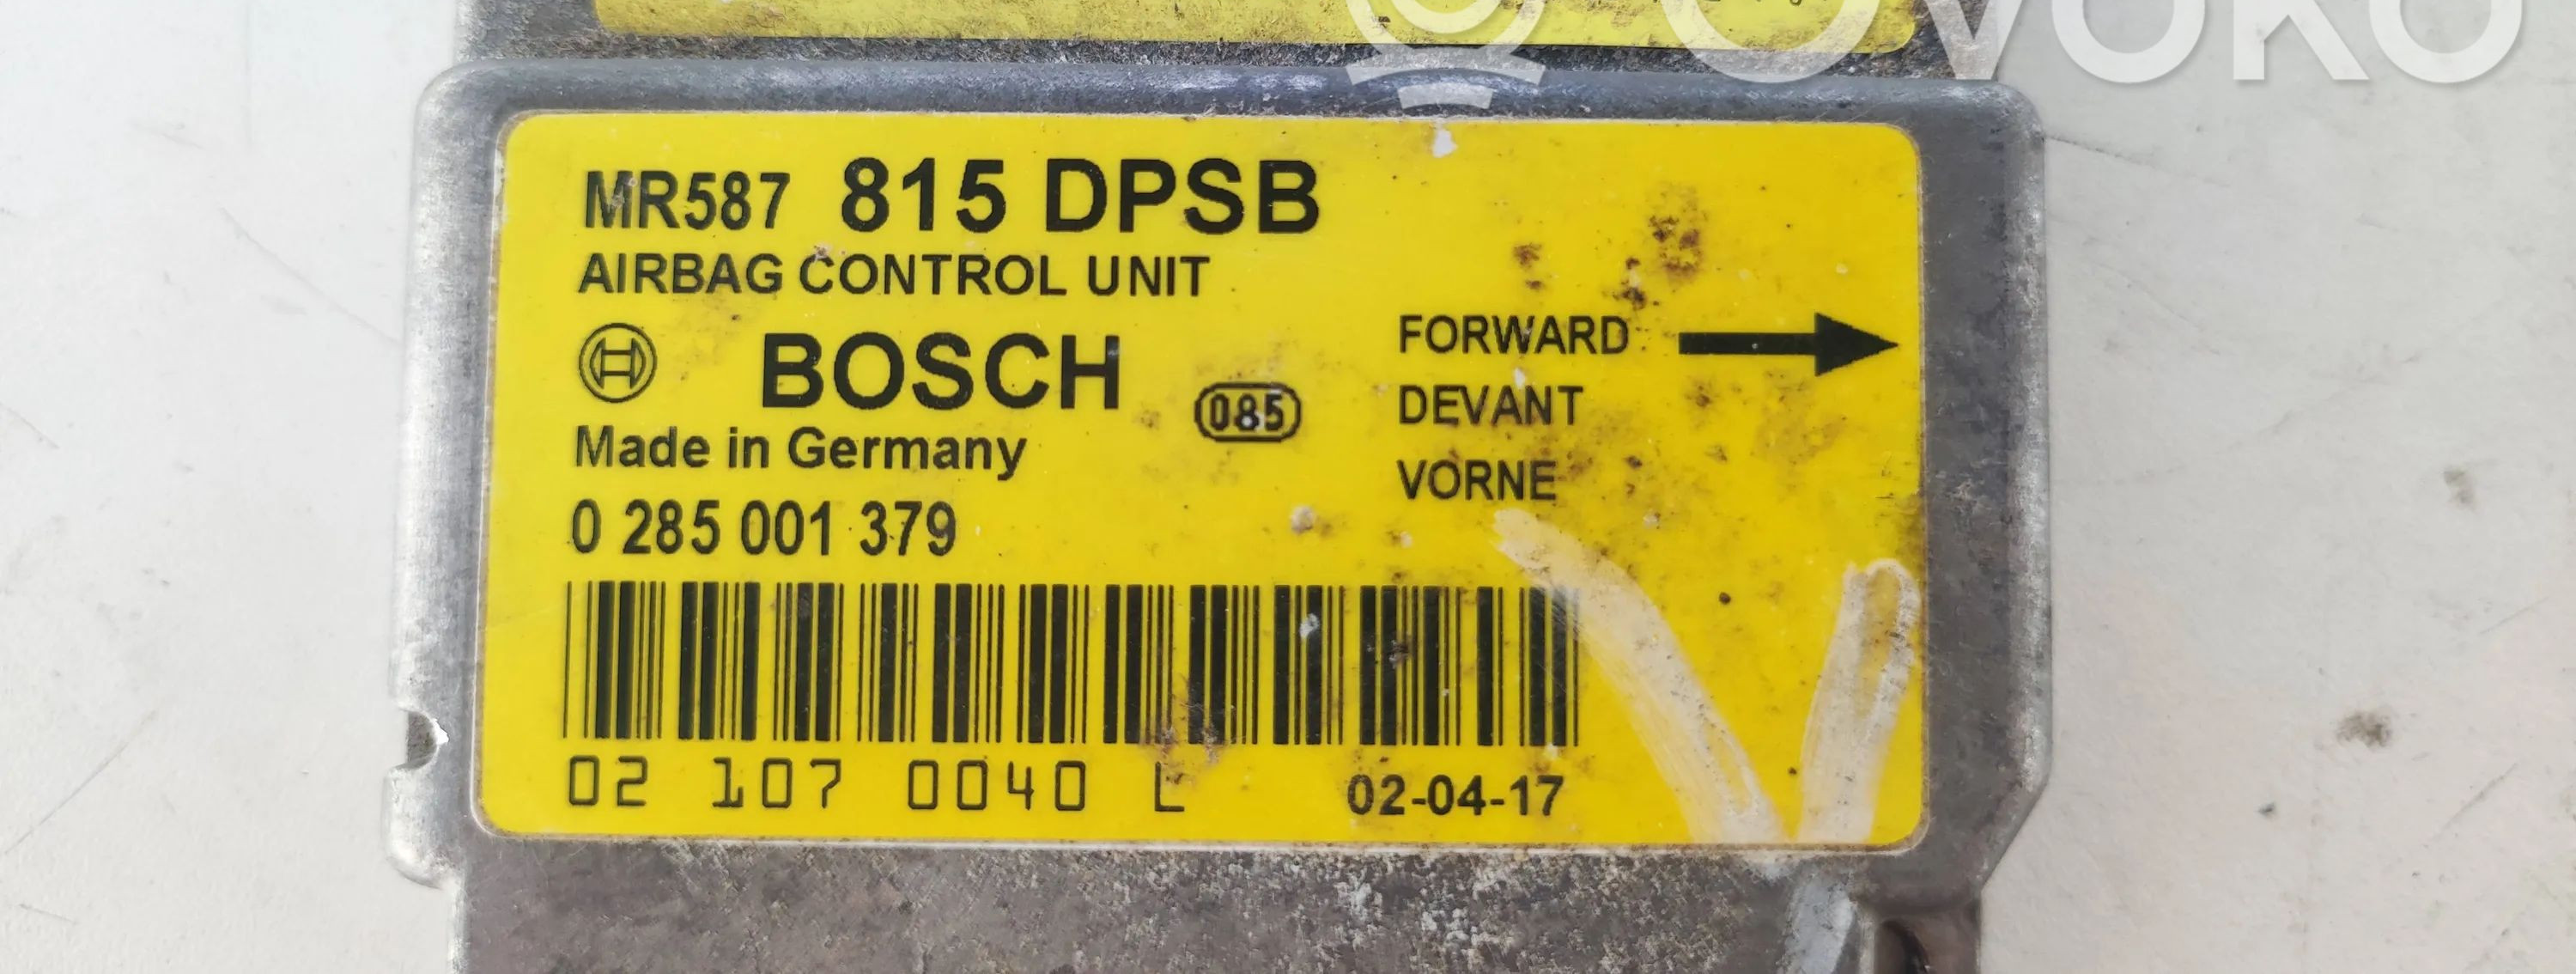 OVOKO
MR587 815 DPSB
AIRBAG CONTROL UNIT
BOSCH
085
Made in Germany
0 285 001 379
FORWARD
DEVANT
VORNE
02 107 0040 L 02-04-17